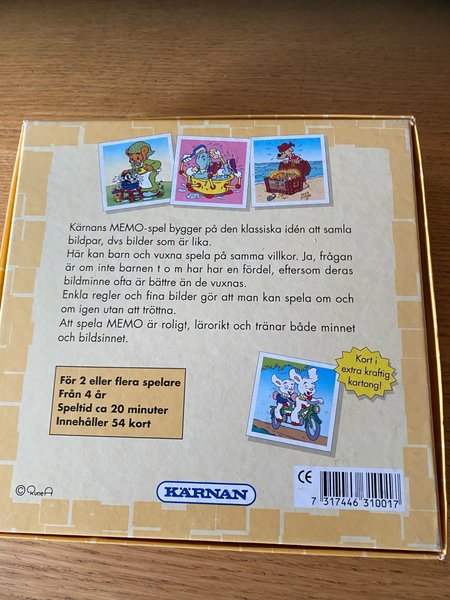 Kärnans MEMO-spel bygger på den klassiska idén att samla
bildpar, dvs bilder som är lika.
Här kan barn och vuxna spela på samma villkor. Ja, frågan
är om inte barnen t o m har har en fördel, eftersom deras
bildminne ofta är bättre än de vuxnas.
Enkla regler och fina bilder gör att man kan spela om och
om igen utan att tröttna.
Att spela MEMO är roligt, lärorikt och tränar både minnet
och bildsinnet.
Kort i
extra kraftig
kartong!
För 2 eller flera spelare
Från 4 år
Speltid ca 20 minuter
Innehåller 54 kort
© Rune A
KÄRNAN
CE
7 317446 310017